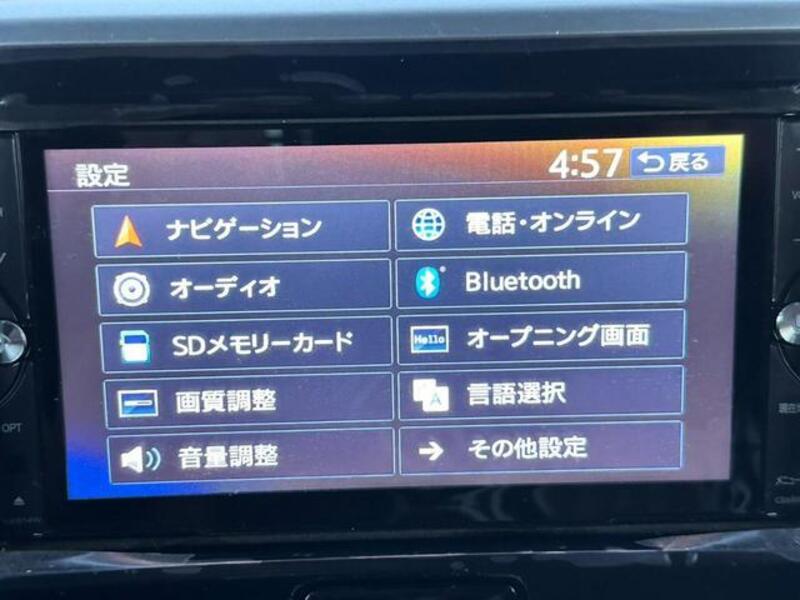 設定
4:57
戻る
ナビゲーション
電話・オンライン
オーディオ
Bluetooth
SDメモリーカード
Hello
オープニング画面
画質調整
A
言語選択
音量調整
その他設定
OPT